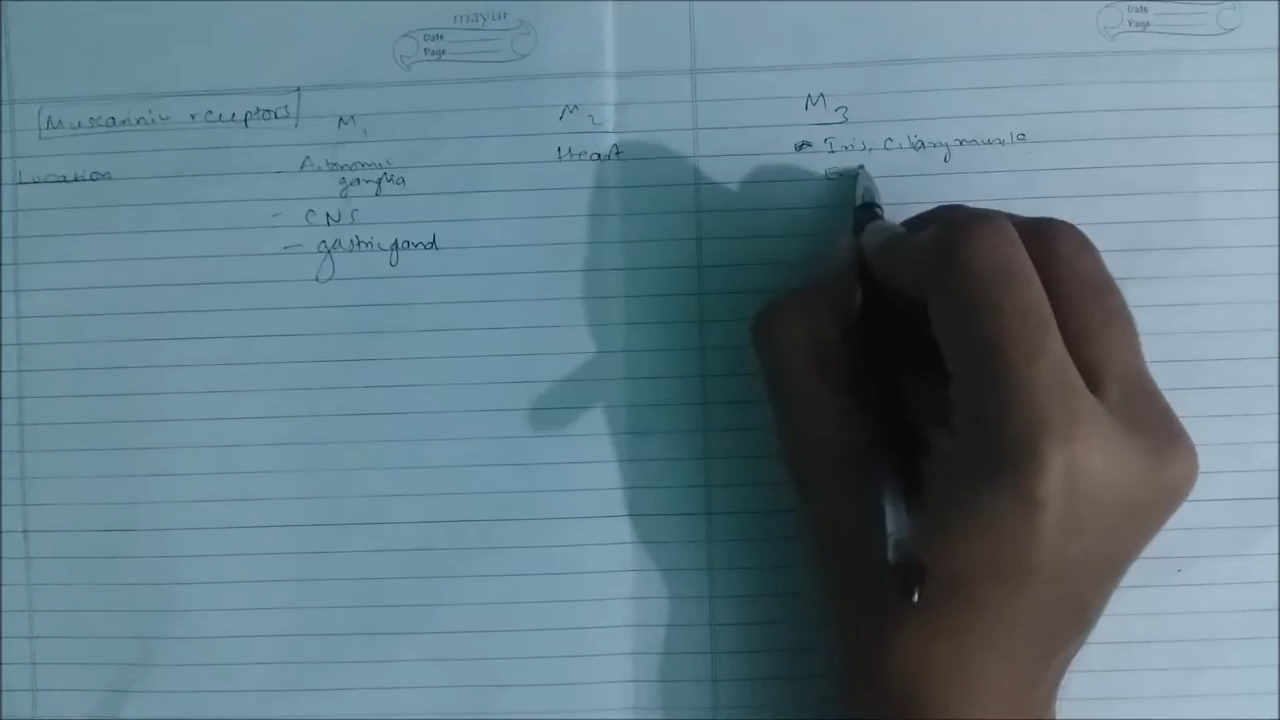 mayur
Date
Page
Date
Page
Muscarinic receptors
M1
M2
M3
Location
- Autonomic
ganglia
Heart
Iris, Ciliary muscle
- CNS
- gastric gland